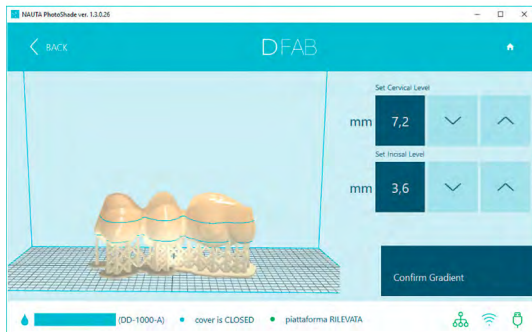 NAUTA PhotoShade ver. 1.3.0.26
BACK
DFAB
Set Cervical Level
mm 7,2
Set Incisal Level
mm 3,6
Confirm Gradient
(DD-1000-A) cover is CLOSED piattaforma RILEVATA